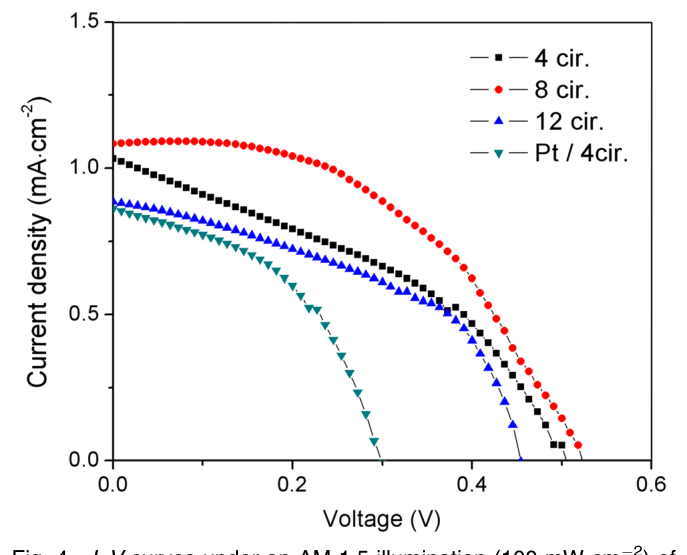 1.5
1.0
0.5
0.0
0.0 0.2 0.4 0.6
Current density (mA·cm⁻²)
Voltage (V)
4 cir.
8 cir.
12 cir.
Pt / 4cir.